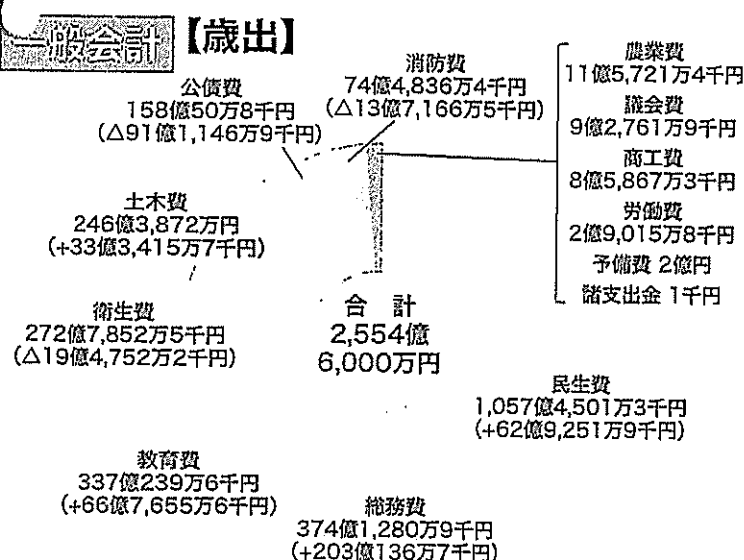 一般会計【歳出】
消防費
74億4,836万4千円
(△13億7,166万5千円)
農業費
11億5,721万4千円
議会費
9億2,761万9千円
商工費
8億5,867万3千円
労働費
2億9,015万8千円
予備費 2億円
諸支出金 1千円
公債費
158億50万8千円
(△91億1,146万9千円)
土木費
246億3,872万円
(+33億3,415万7千円)
衛生費
272億7,852万5千円
(△19億4,752万2千円)
合 計
2,554億
6,000万円
民生費
1,057億4,501万3千円
(+62億9,251万9千円)
教育費
337億239万6千円
(+66億7,655万6千円)
総務費
374億1,280万9千円
(+203億136万7千円)